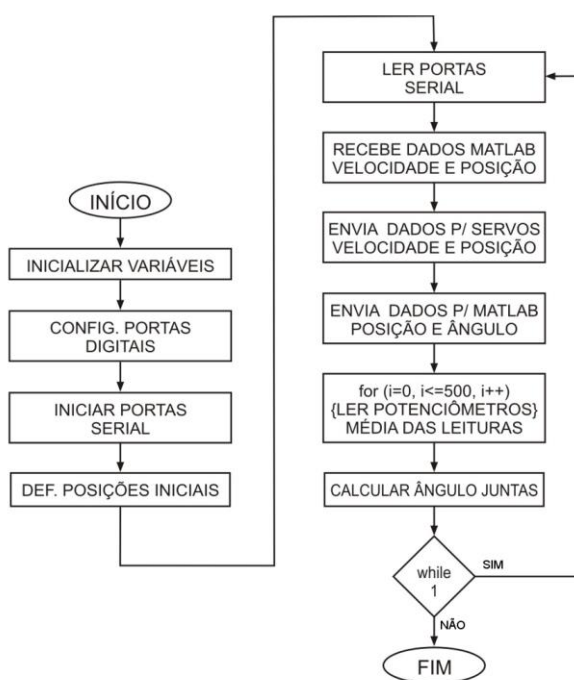 INÍCIO
INICIALIZAR VARIÁVEIS
CONFIG. PORTAS
DIGITAIS
INICIAR PORTAS
SERIAL
DEF. POSIÇÕES INICIAIS
LER PORTAS
SERIAL
RECEBE DADOS MATLAB
VELOCIDADE E POSIÇÃO
ENVIA DADOS P/ SERVOS
VELOCIDADE E POSIÇÃO
ENVIA DADOS P/ MATLAB
POSIÇÃO E ÂNGULO
for (i=0, i<=500, i++)
{LER POTENCIÔMETROS}
MÉDIA DAS LEITURAS
CALCULAR ÂNGULO JUNTAS
while
1
SIM
NÃO
FIM